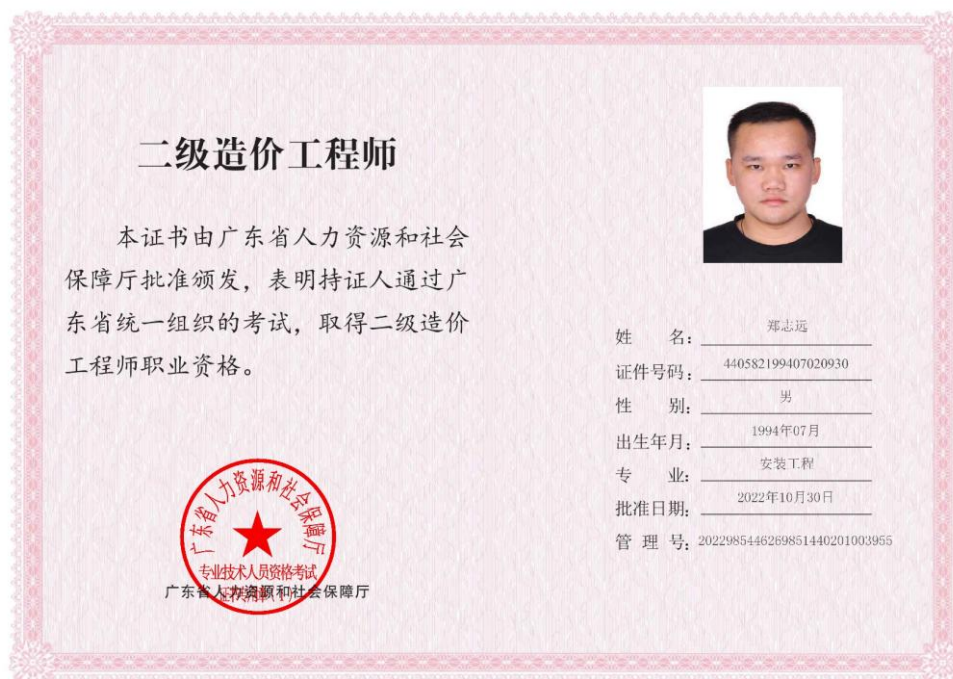 二级造价工程师
本证书由广东省人力资源和社会
保障厅批准颁发，表明持证人通过广
东省统一组织的考试，取得二级造价
工程师职业资格。
广东省人力资源和社会保障厅
专业技术人员资格考试
广东省人力资源和社会保障厅
姓名：郑志远
证件号码：440582199407020930
性别：男
出生年月：1994年07月
专业：安装工程
批准日期：2022年10月30日
管理号：2022985446269851440201003955